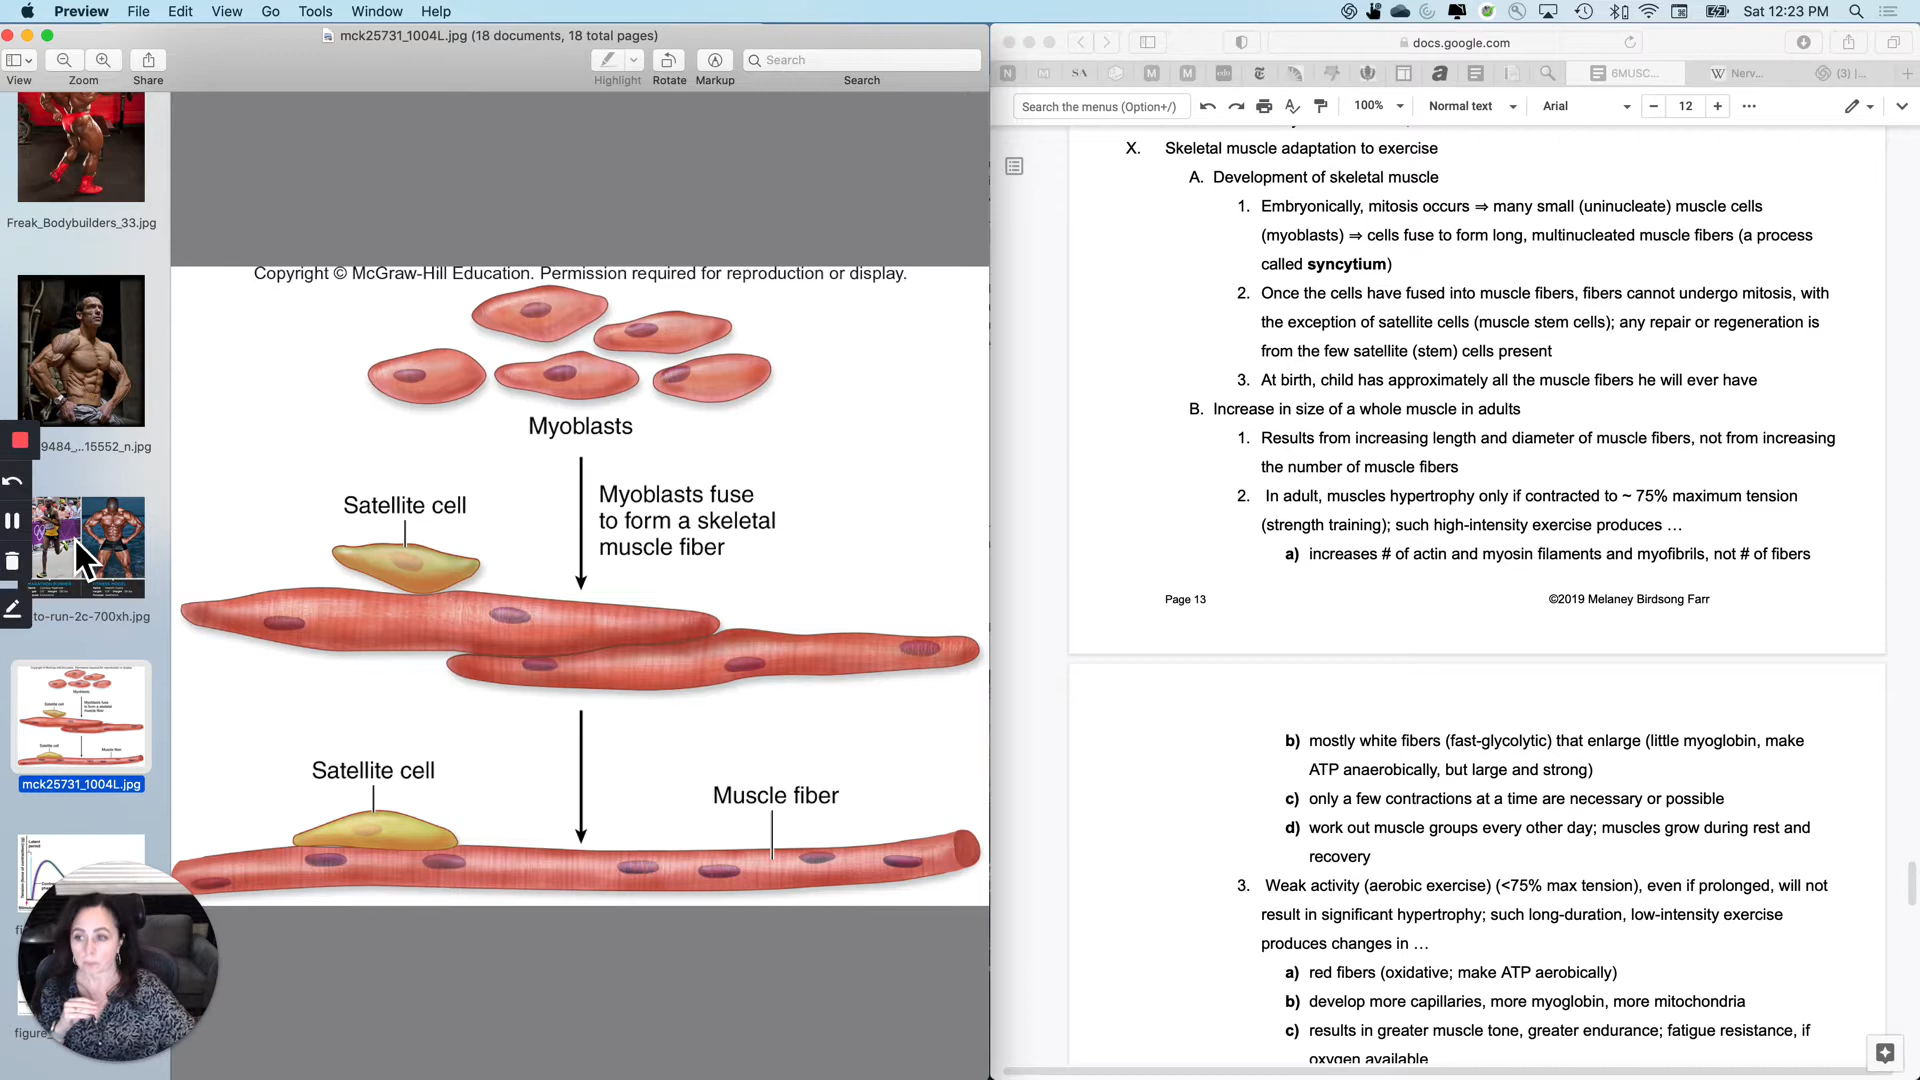 Preview File Edit View Go Tools Window Help
Sat 12:23 PM
mck25731_1004L.jpg (18 documents, 18 total pages)
View Zoom Share Highlight Rotate Markup Search
Search
Freak_Bodybuilders_33.jpg
9484_...15552_n.jpg
to-run-2c-700xh.jpg
mck25731_1004L.jpg
figure_
Copyright © McGraw-Hill Education. Permission required for reproduction or display.
Myoblasts
Satellite cell
Myoblasts fuse
to form a skeletal
muscle fiber
Satellite cell
Muscle fiber
docs.google.com
6MUSC...
Nerv...
(3) |...
Search the menus (Option+/)
100%
Normal text
Arial
12
X. Skeletal muscle adaptation to exercise
A. Development of skeletal muscle
1. Embryonically, mitosis occurs ⇒ many small (uninucleate) muscle cells
(myoblasts) ⇒ cells fuse to form long, multinucleated muscle fibers (a process
called syncytium)
2. Once the cells have fused into muscle fibers, fibers cannot undergo mitosis, with
the exception of satellite cells (muscle stem cells); any repair or regeneration is
from the few satellite (stem) cells present
3. At birth, child has approximately all the muscle fibers he will ever have
B. Increase in size of a whole muscle in adults
1. Results from increasing length and diameter of muscle fibers, not from increasing
the number of muscle fibers
2. In adult, muscles hypertrophy only if contracted to ~ 75% maximum tension
(strength training); such high-intensity exercise produces …
a) increases # of actin and myosin filaments and myofibrils, not # of fibers
Page 13
©2019 Melaney Birdsong Farr
b) mostly white fibers (fast-glycolytic) that enlarge (little myoglobin, make
ATP anaerobically, but large and strong)
c) only a few contractions at a time are necessary or possible
d) work out muscle groups every other day; muscles grow during rest and
recovery
3. Weak activity (aerobic exercise) (<75% max tension), even if prolonged, will not
result in significant hypertrophy; such long-duration, low-intensity exercise
produces changes in …
a) red fibers (oxidative; make ATP aerobically)
b) develop more capillaries, more myoglobin, more mitochondria
c) results in greater muscle tone, greater endurance; fatigue resistance, if
oxygen available